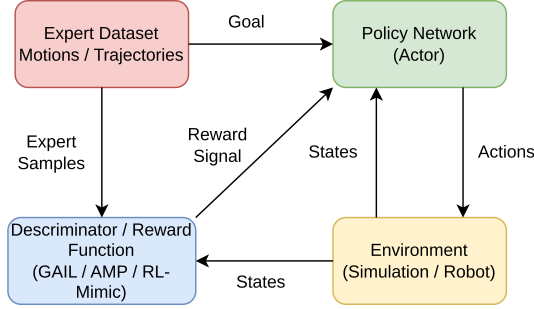 Expert Dataset
Motions / Trajectories
Goal
Policy Network
(Actor)
Expert
Samples
Reward
Signal
States
Actions
Descriminator / Reward
Function
(GAIL / AMP / RL-
Mimic)
States
Environment
(Simulation / Robot)